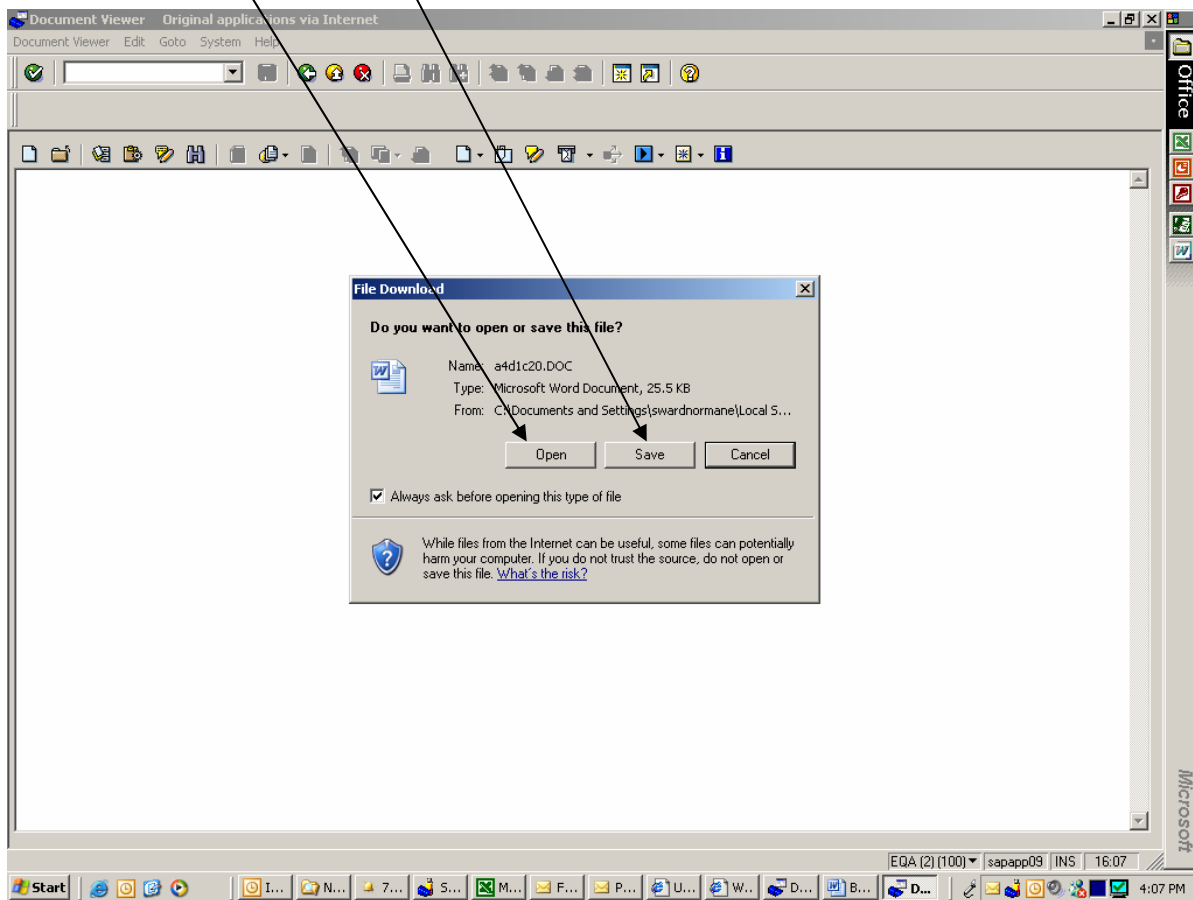 Document Viewer Original applications via Internet
Document Viewer Edit Goto System Help
Office
File Download
Do you want to open or save this file?
Name: a4d1c20.DOC
Type: Microsoft Word Document, 25.5 KB
From: C:\Documents and Settings\swardnormane\Local S...
Open Save Cancel
Always ask before opening this type of file
While files from the Internet can be useful, some files can potentially
harm your computer. If you do not trust the source, do not open or
save this file. What's the risk?
Microsoft
EQA (2) (100) sapapp09 INS 16:07
Start I... N... 7... S... M... F... P... U... W... D... B... D... 4:07 PM